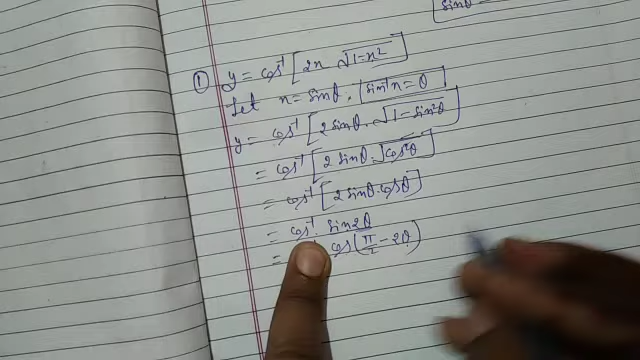 sinθ
① y = cos⁻¹ [2x √1-x²]
Let x = sinθ . sin⁻¹x = θ
y = cos⁻¹ [2 sinθ . √1 - sin²θ]
= cos⁻¹ [2 sinθ . √cos²θ]
= cos⁻¹ [2 sinθ . cosθ]
= cos⁻¹ . sin2θ
= cos (π/2 - 2θ)